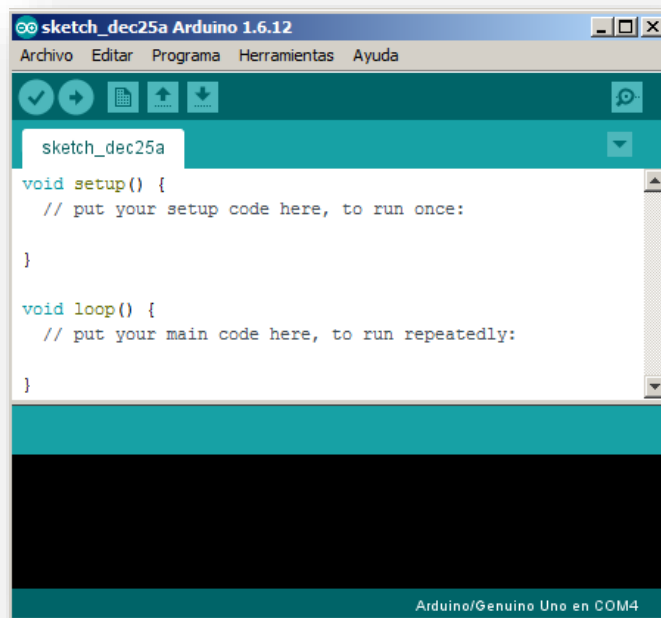 sketch_dec25a Arduino 1.6.12
Archivo Editar Programa Herramientas Ayuda
sketch_dec25a
void setup() {
  // put your setup code here, to run once:
}
void loop() {
  // put your main code here, to run repeatedly:
}
Arduino/Genuino Uno en COM4